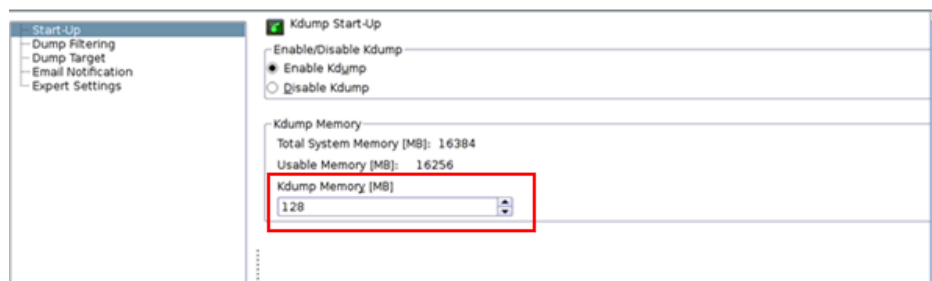 Start-Up
Dump Filtering
Dump Target
Email Notification
Expert Settings
Kdump Start-Up
Enable/Disable Kdump
Enable Kdump
Disable Kdump
Kdump Memory
Total System Memory [MB]: 16384
Usable Memory [MB]: 16256
Kdump Memory [MB]
128